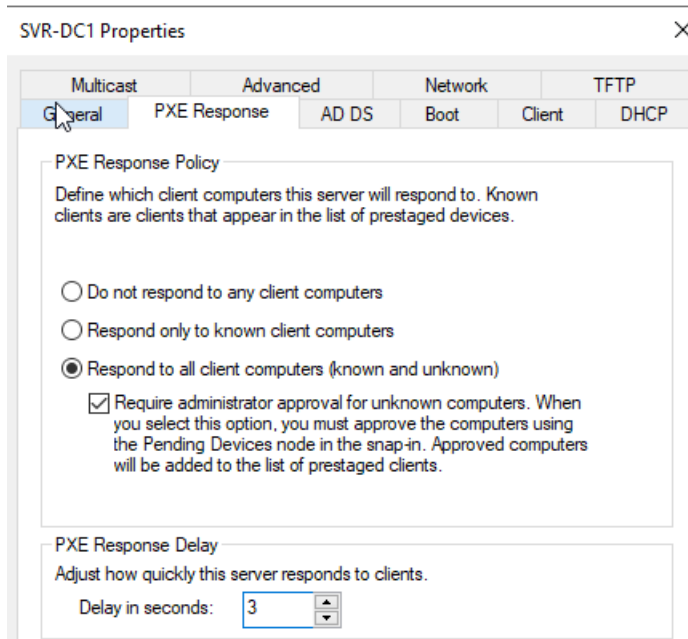 SVR-DC1 Properties
Multicast Advanced Network TFTP
General PXE Response AD DS Boot Client DHCP
PXE Response Policy
Define which client computers this server will respond to. Known
clients are clients that appear in the list of prestaged devices.
Do not respond to any client computers
Respond only to known client computers
Respond to all client computers (known and unknown)
Require administrator approval for unknown computers. When
you select this option, you must approve the computers using
the Pending Devices node in the snap-in. Approved computers
will be added to the list of prestaged clients.
PXE Response Delay
Adjust how quickly this server responds to clients.
Delay in seconds: 3